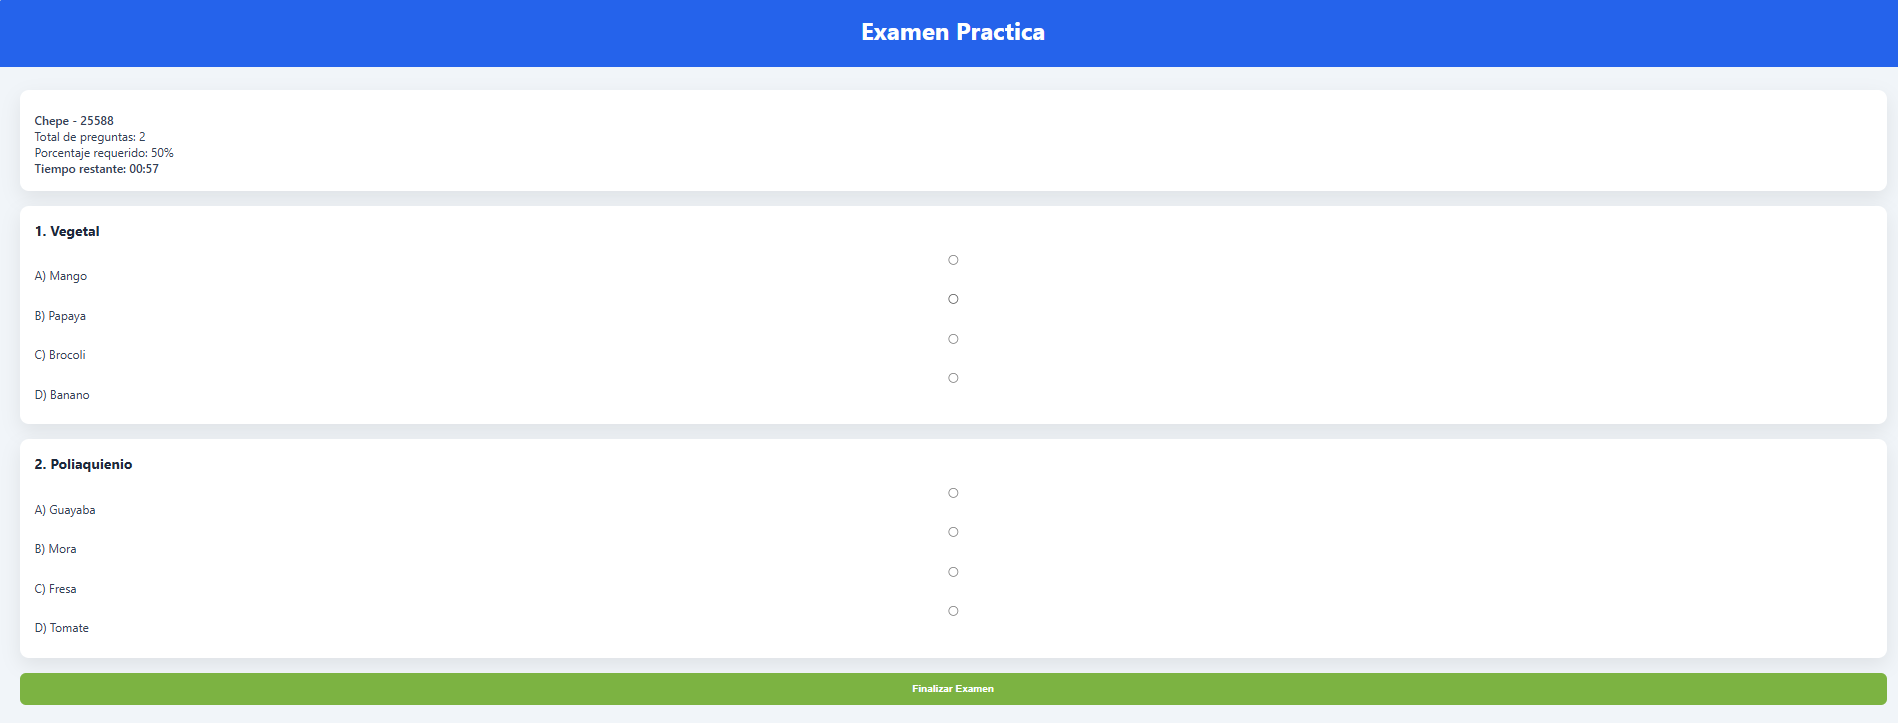 Examen Practica
Chepe - 25588
Total de preguntas: 2
Porcentaje requerido: 50%
Tiempo restante: 00:57
1. Vegetal
A) Mango
B) Papaya
C) Brocoli
D) Banano
2. Poliaquienio
A) Guayaba
B) Mora
C) Fresa
D) Tomate
Finalizar Examen